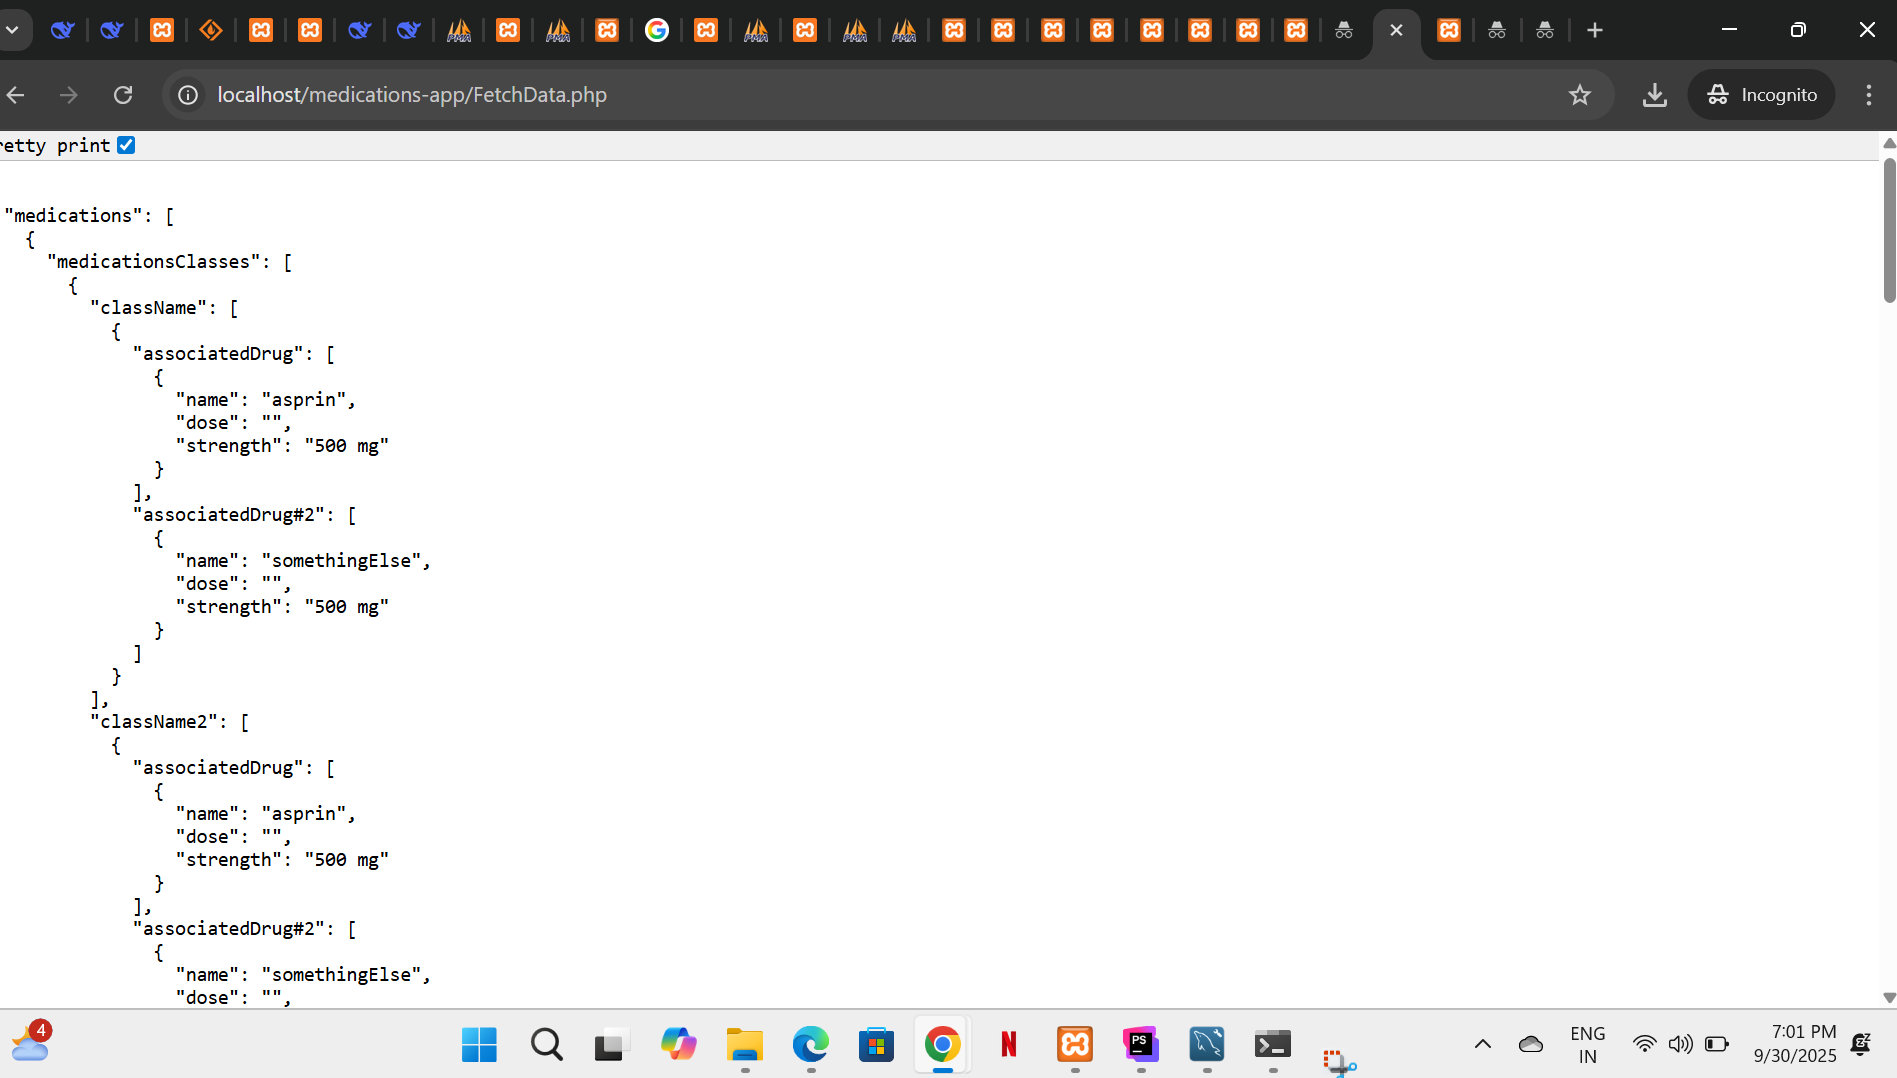 localhost/medications-app/FetchData.php
Incognito
retty print
"medications": [
{
"medicationsClasses": [
{
"className": [
{
"associatedDrug": [
{
"name": "asprin",
"dose": "",
"strength": "500 mg"
}
],
"associatedDrug#2": [
{
"name": "somethingElse",
"dose": "",
"strength": "500 mg"
}
]
}
],
"className2": [
{
"associatedDrug": [
{
"name": "asprin",
"dose": "",
"strength": "500 mg"
}
],
"associatedDrug#2": [
{
"name": "somethingElse",
"dose": "",
4
PS
ENG
IN
7:01 PM
9/30/2025